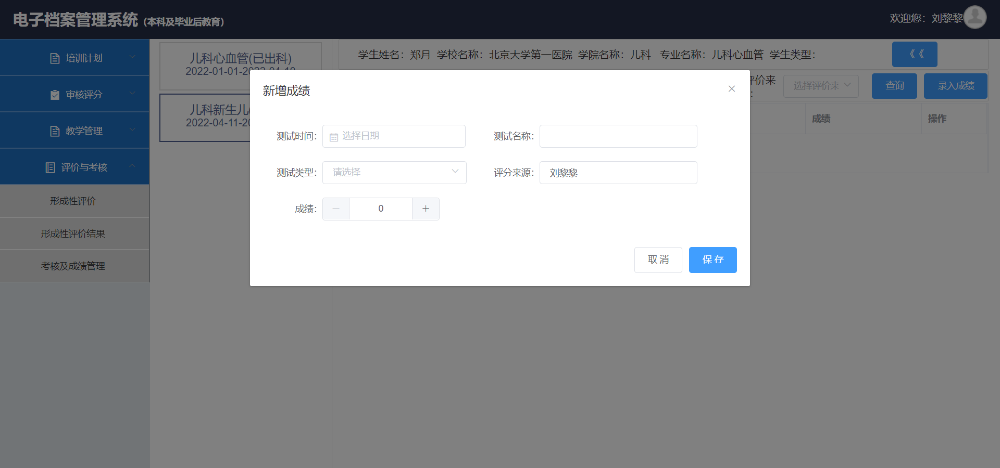 电子档案管理系统（本科及毕业后教育）
欢迎您：刘黎黎
培训计划
审核评分
教学管理
评价与考核
形成性评价
形成性评价结果
考核及成绩管理
儿科心血管(已出科)
2022-01-01-2022-04-10
儿科新生儿
2022-04-11-20
学生姓名：郑月 学校名称：北京大学第一医院 学院名称：儿科 专业名称：儿科心血管 学生类型：
《《
评价来
：
选择评价来
查询
录入成绩
成绩
操作
新增成绩
测试时间：
选择日期
测试名称：
测试类型：
请选择
评分来源：
刘黎黎
成绩：
0
取 消
保 存